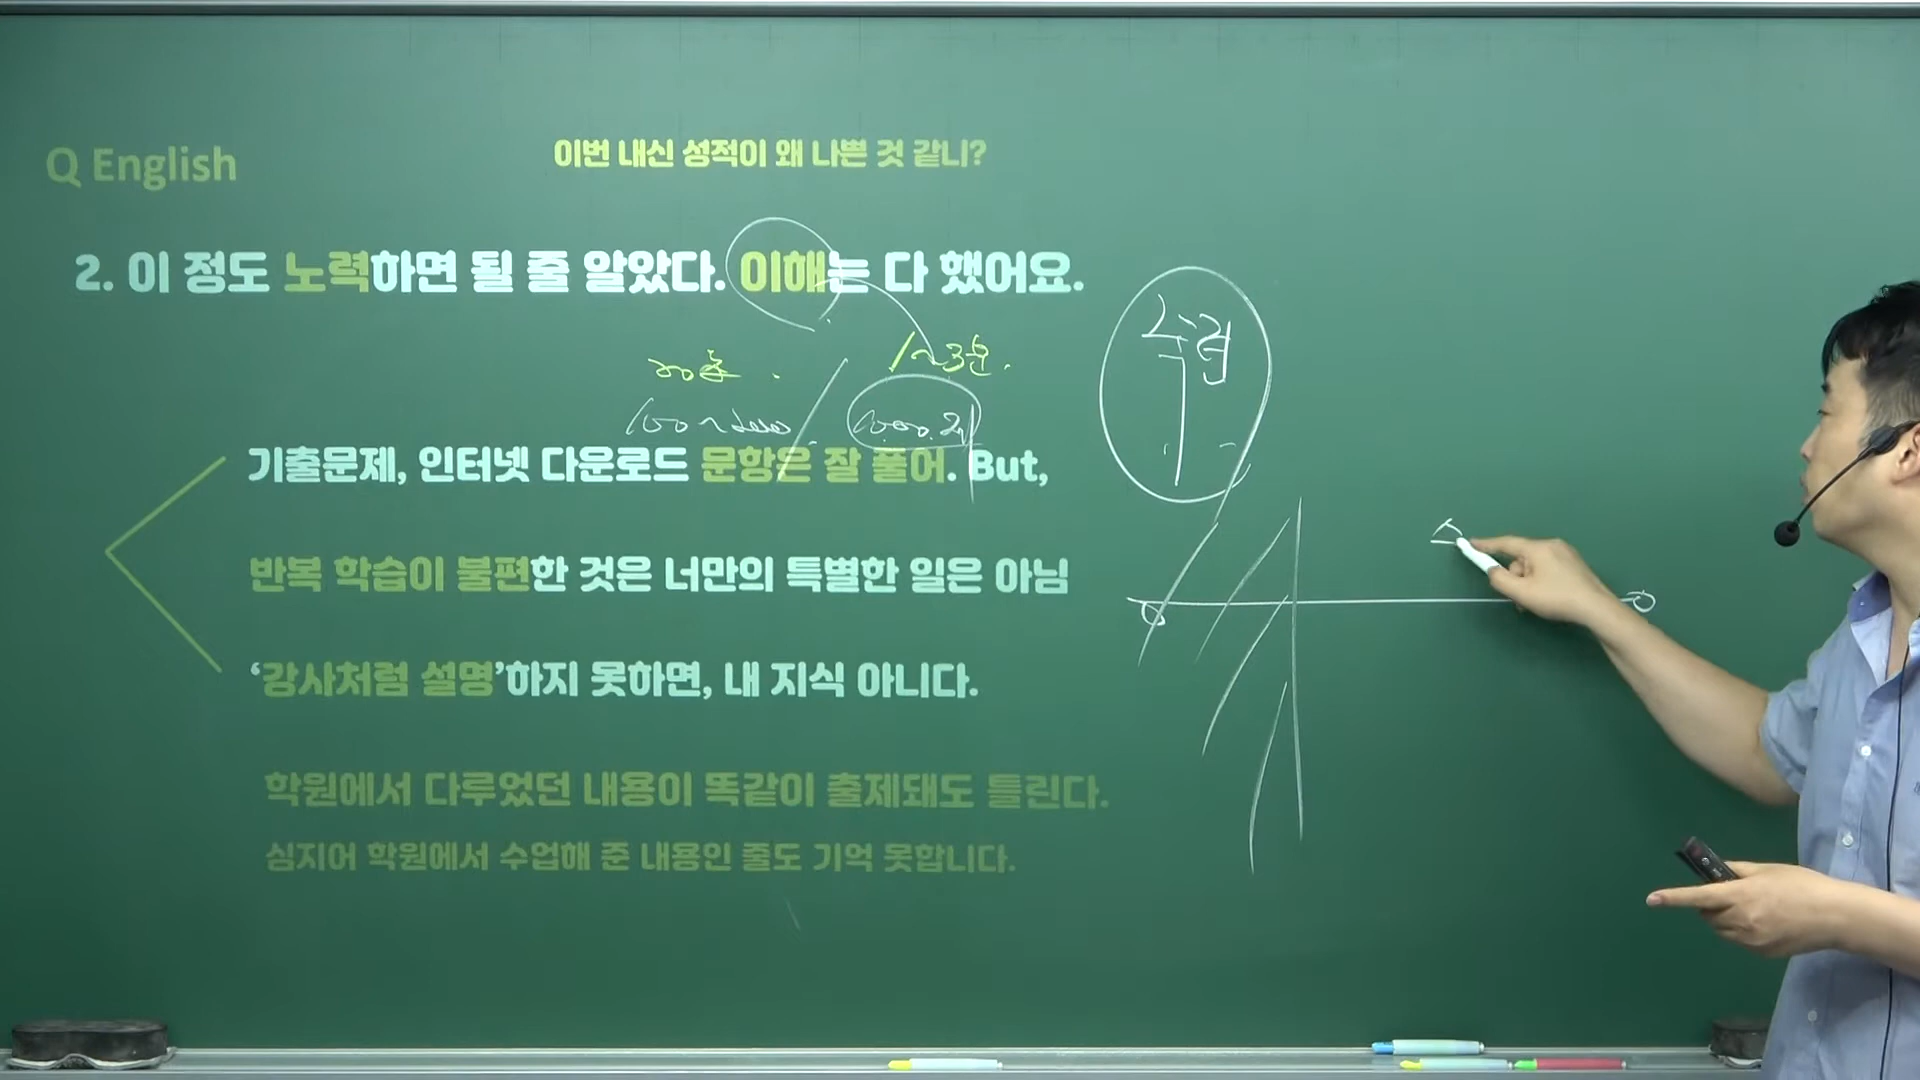 Q English
이번 내신 성적이 왜 나쁜 것 같니?
2. 이 정도 노력하면 될 줄 알았다. 이해는 다 했어요.
노력
1~3분.
기출문제, 인터넷 다운로드 문항은 잘 풀어. But,
반복 학습이 불편한 것은 너만의 특별한 일은 아님
‘강사처럼 설명’하지 못하면, 내 지식 아니다.
학원에서 다루었던 내용이 똑같이 출제돼도 틀린다.
심지어 학원에서 수업해 준 내용인 줄도 기억 못합니다.